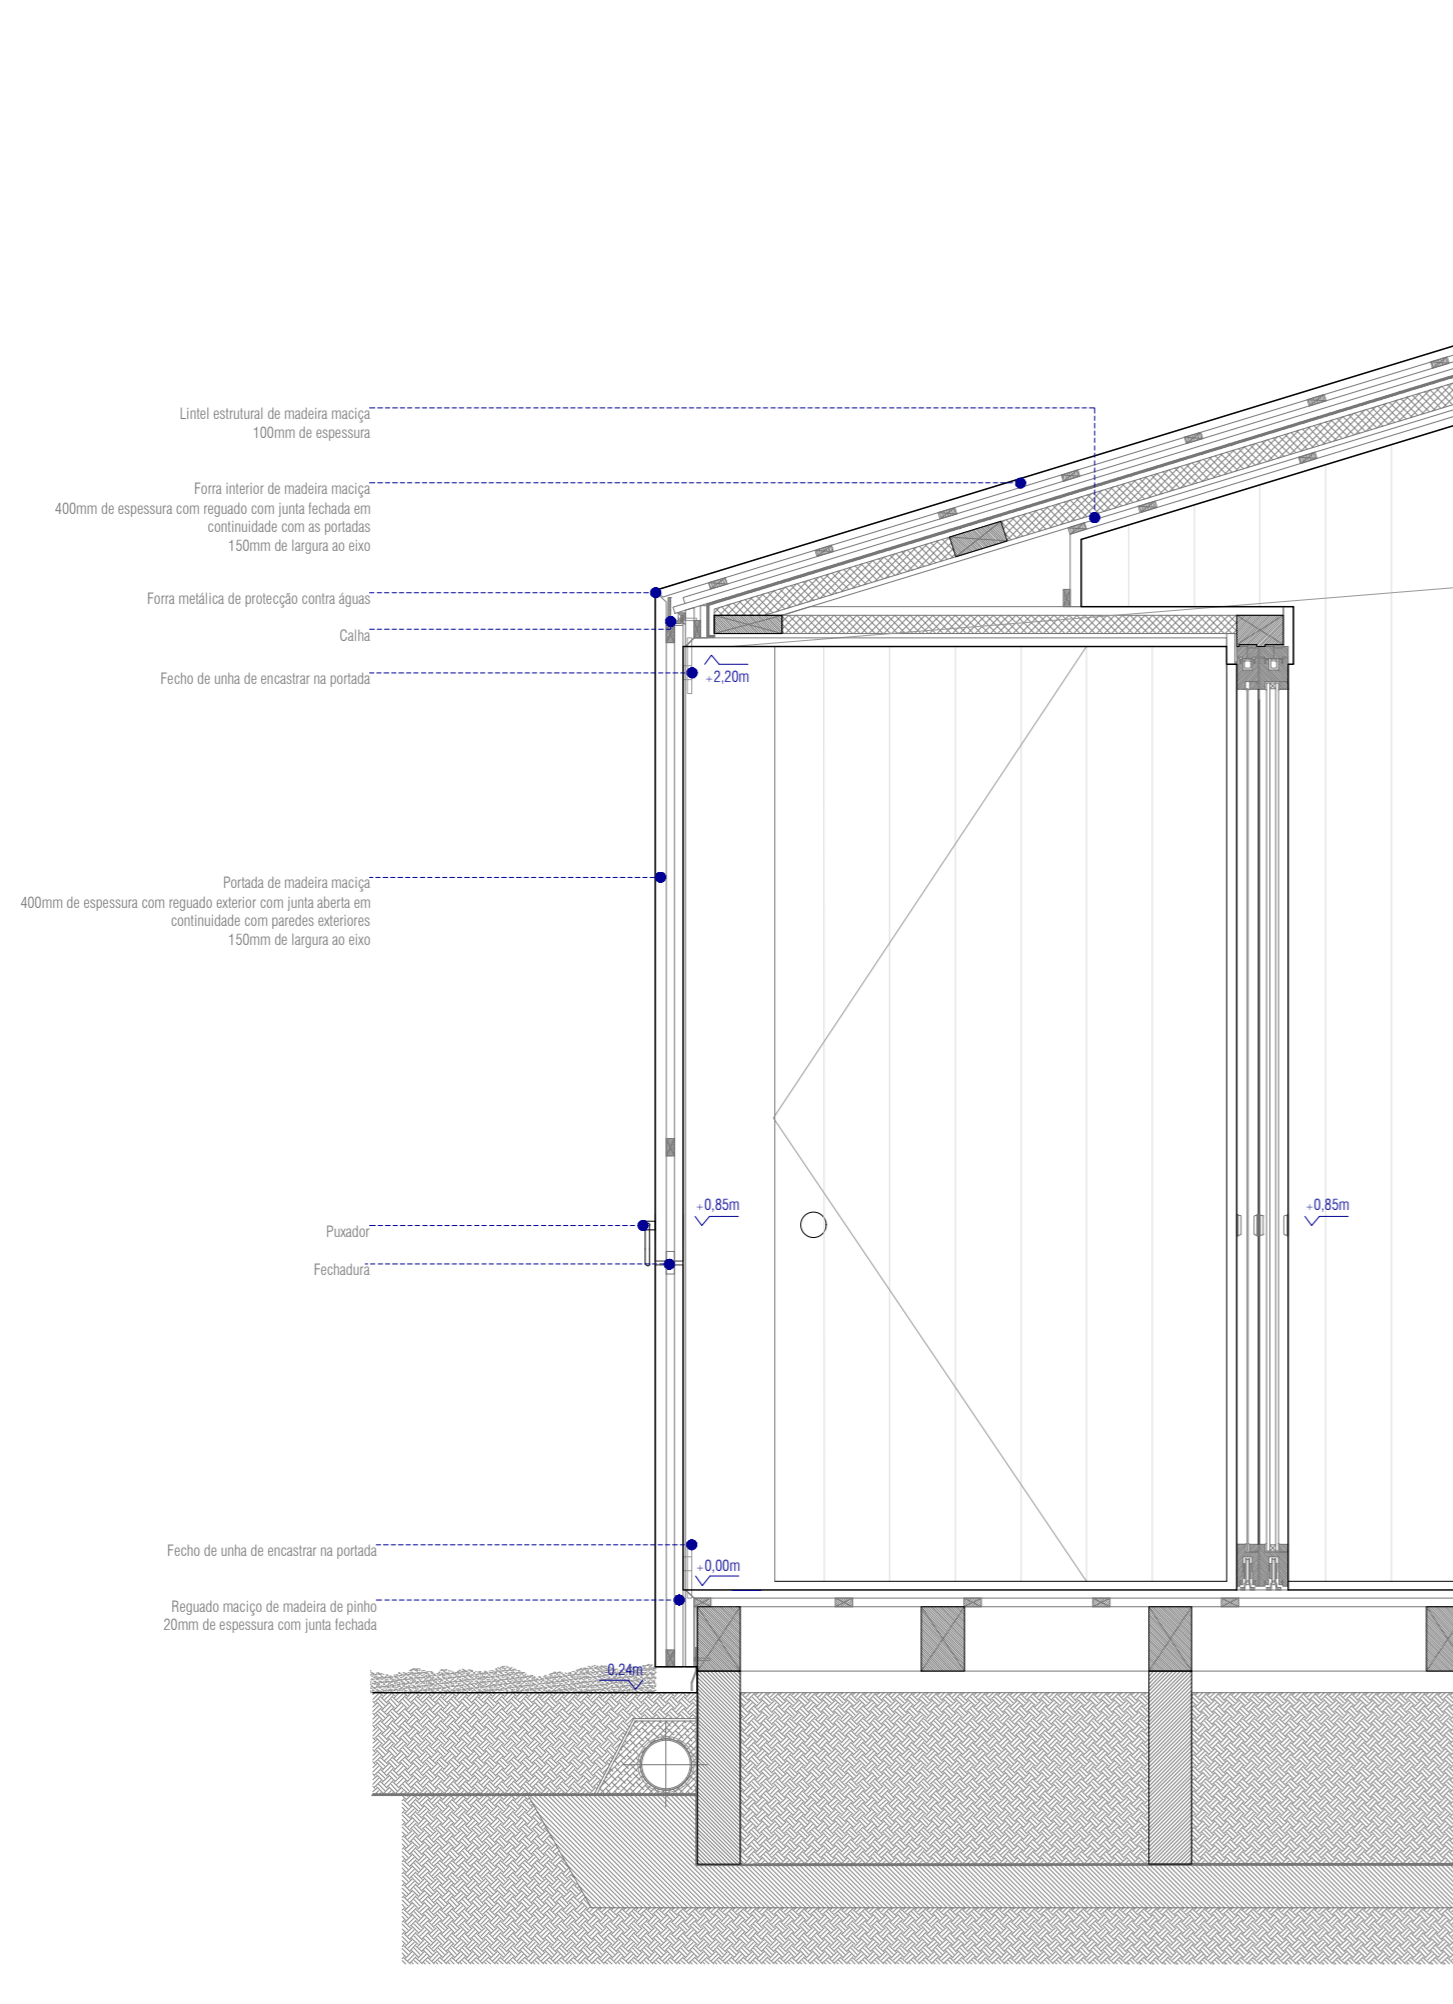 Lintel estrutural de madeira maciça
100mm de espessura
Forra interior de madeira maciça
400mm de espessura com reguado com junta fechada em
continuidade com as portadas
150mm de largura ao eixo
Forra metálica de protecção contra águas
Calha
Fecho de unha de encastrar na portada
+2,20m
Portada de madeira maciça
400mm de espessura com reguado exterior com junta aberta em
continuidade com paredes exteriores
150mm de largura ao eixo
+0,85m
+0,85m
Puxador
Fechadura
Fecho de unha de encastrar na portada
+0,00m
Reguado maciço de madeira de pinho
20mm de espessura com junta fechada
0,24m